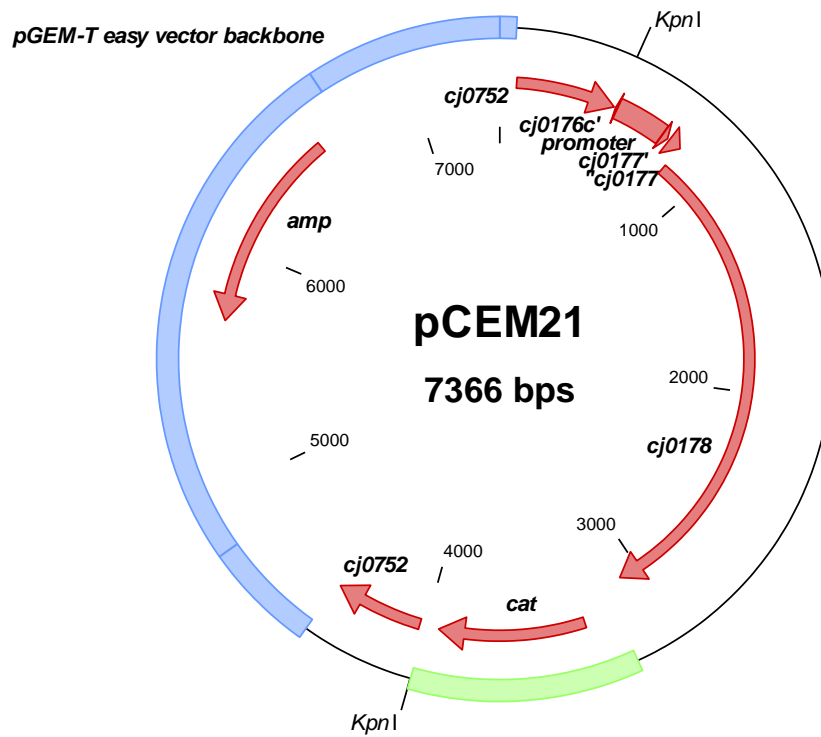 pGEM-T easy vector backbone
KpnI
cj0752
cj0176c'
promoter
cj0177'
"cj0177
7000
1000
amp
6000
pCEM21
7366 bps
2000
cj0178
5000
3000
4000
cj0752
cat
KpnI